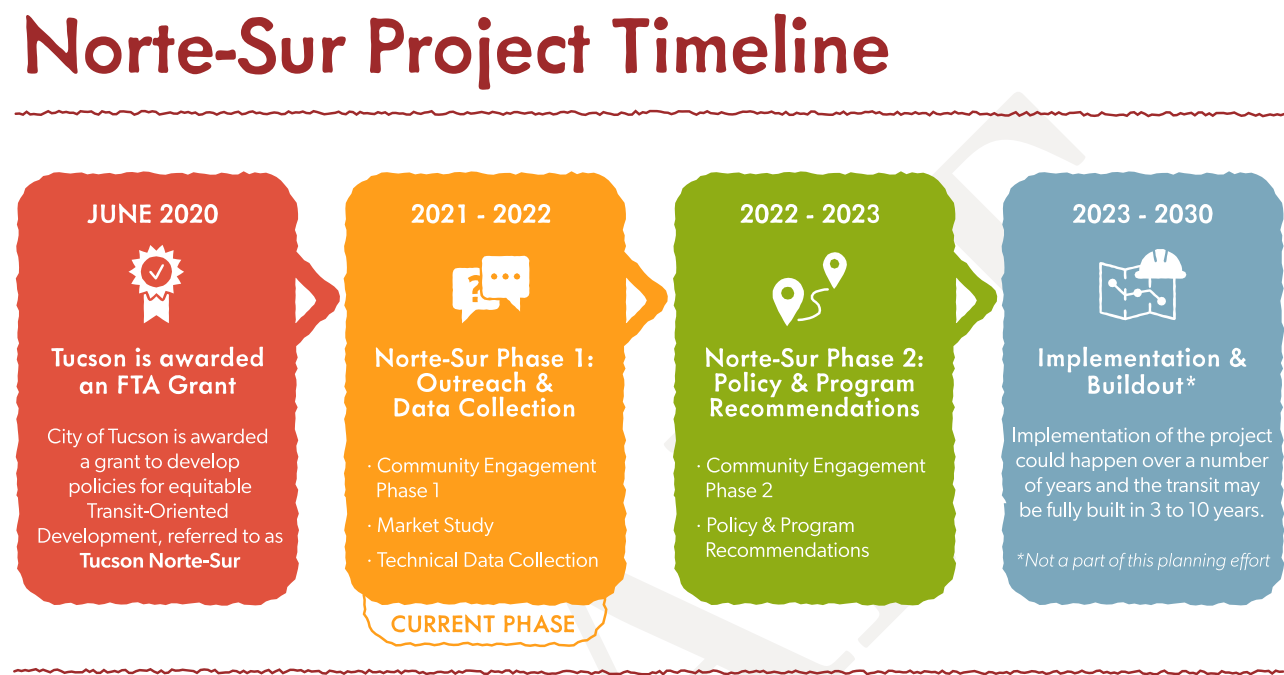 Norte-Sur Project Timeline
JUNE 2020
Tucson is awarded
an FTA Grant
City of Tucson is awarded
a grant to develop
policies for equitable
Transit-Oriented
Development, referred to as
Tucson Norte-Sur
2021 - 2022
?
Norte-Sur Phase 1:
Outreach &
Data Collection
· Community Engagement
Phase 1
· Market Study
· Technical Data Collection
CURRENT PHASE
2022 - 2023
Norte-Sur Phase 2:
Policy & Program
Recommendations
· Community Engagement
Phase 2
· Policy & Program
Recommendations
2023 - 2030
Implementation &
Buildout*
Implementation of the project
could happen over a number
of years and the transit may
be fully built in 3 to 10 years.
*Not a part of this planning effort